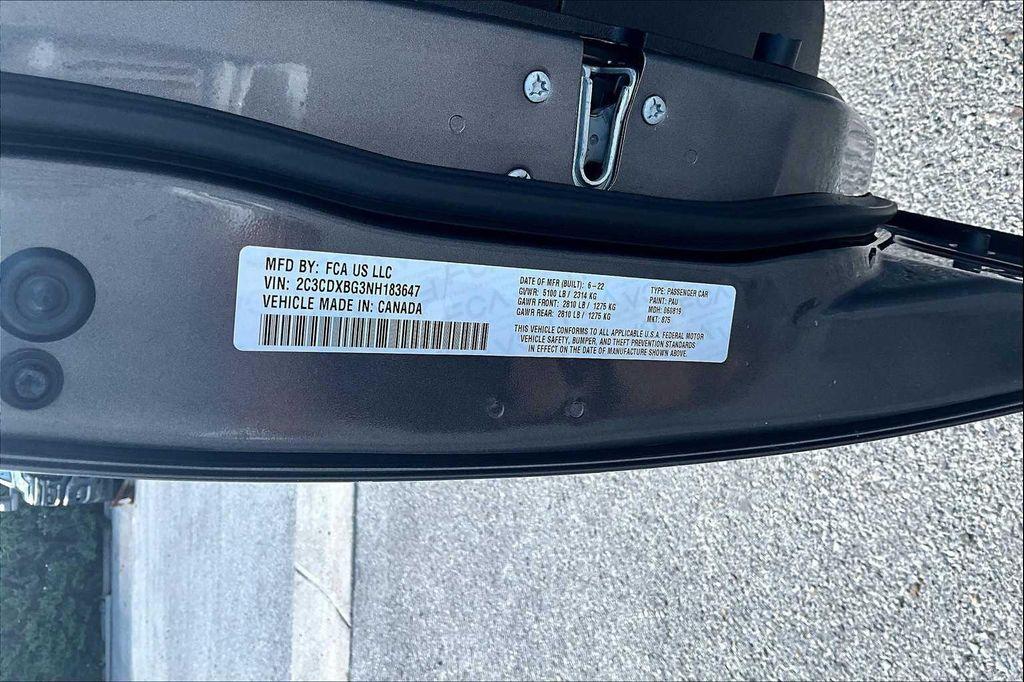 MFD BY: FCA US LLC
VIN: 2C3CDXBG3NH183647
VEHICLE MADE IN: CANADA
DATE OF MFR (BUILT): 6-22
GVWR: 5100 LB / 2314 KG
GAWR FRONT: 2810 LB / 1275 KG
GAWR REAR: 2810 LB / 1275 KG
TYPE: PASSENGER CAR
PAINT: PAU
MDH: 060819
MKT: 875
THIS VEHICLE CONFORMS TO ALL APPLICABLE U.S.A. FEDERAL MOTOR
VEHICLE SAFETY, BUMPER, AND THEFT PREVENTION STANDARDS
IN EFFECT ON THE DATE OF MANUFACTURE SHOWN ABOVE.